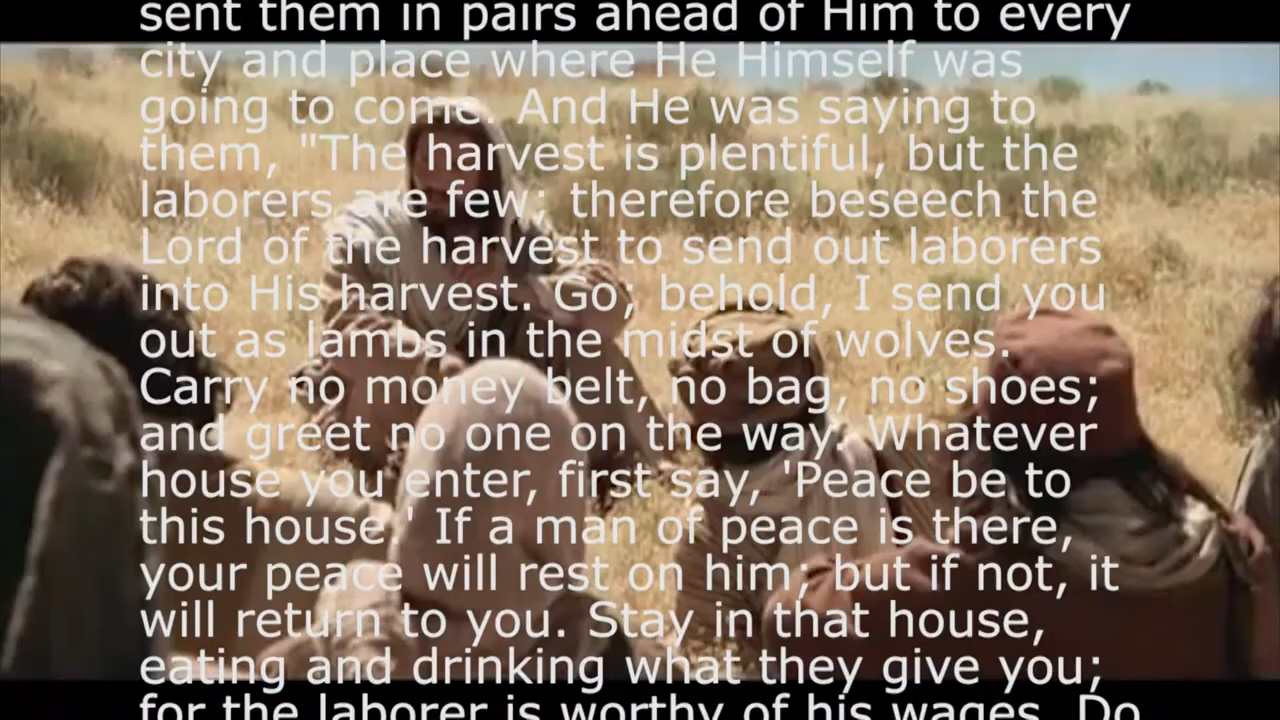 sent them in pairs ahead of Him to every
city and place where He Himself was
going to come. And He was saying to
them, "The harvest is plentiful, but the
laborers are few; therefore beseech the
Lord of the harvest to send out laborers
into His harvest. Go; behold, I send you
out as lambs in the midst of wolves.
Carry no money belt, no bag, no shoes;
and greet no one on the way. Whatever
house you enter, first say, 'Peace be to
this house.' If a man of peace is there,
your peace will rest on him; but if not, it
will return to you. Stay in that house,
eating and drinking what they give you;
for the laborer is worthy of his wages. Do